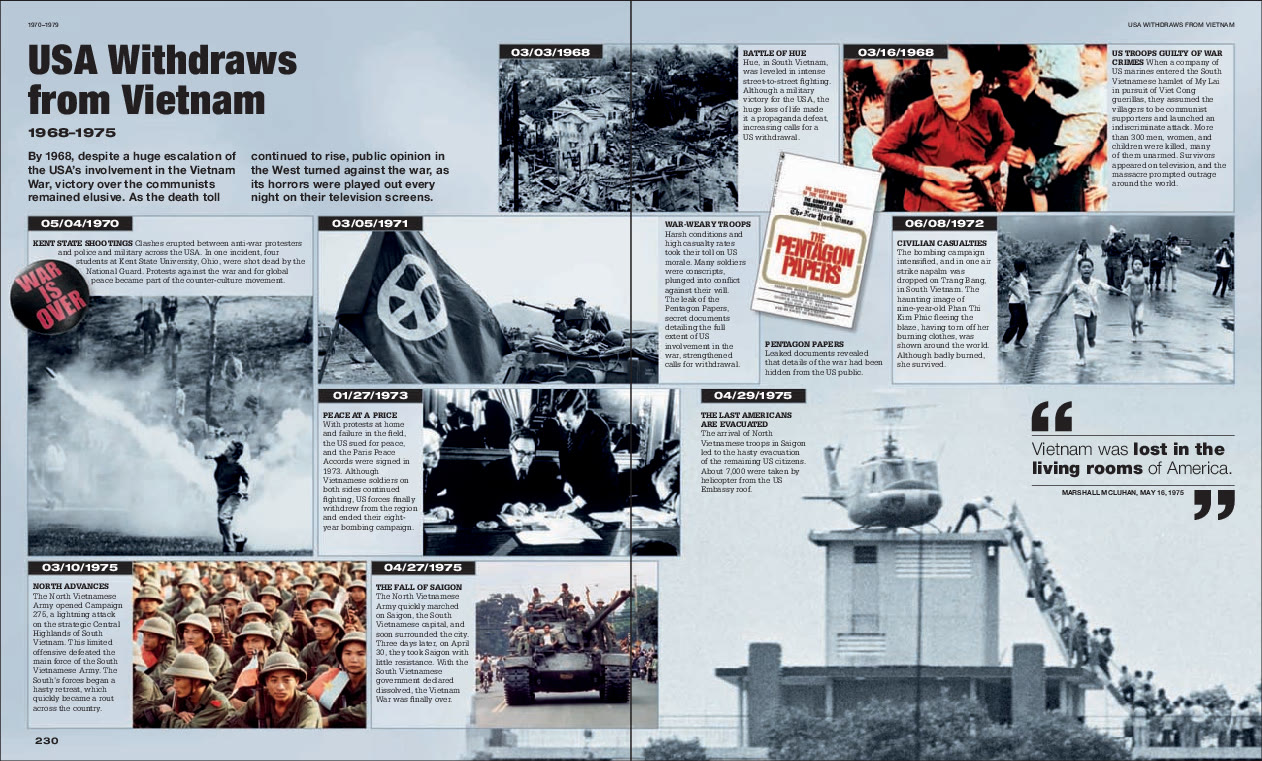 1970–1979
USA WITHDRAWS FROM VIETNAM
USA Withdraws
from Vietnam
1968–1975
By 1968, despite a huge escalation of
the USA's involvement in the Vietnam
War, victory over the communists
remained elusive. As the death toll
continued to rise, public opinion in
the West turned against the war, as
its horrors were played out every
night on their television screens.
03/03/1968
BATTLE OF HUE
Hue, in South Vietnam,
was leveled in intense
street-to-street fighting.
Although a military
victory for the USA, the
huge loss of life made
it a propaganda defeat,
increasing calls for a
US withdrawal.
03/16/1968
US TROOPS GUILTY OF WAR
CRIMES When a company of
US marines entered the South
Vietnamese hamlet of My Lai
in pursuit of Viet Cong
guerillas, they assumed the
villagers to be communist
supporters and launched an
indiscriminate attack. More
than 300 men, women, and
children were killed, many
of them unarmed. Survivors
appeared on television, and the
massacre prompted outrage
around the world.
05/04/1970
KENT STATE SHOOTINGS Clashes erupted between anti-war protesters
and police and military across the USA. In one incident, four
students at Kent State University, Ohio, were shot dead by the
National Guard. Protests against the war and for global
peace became part of the counter-culture movement.
WAR
IS
OVER
03/05/1971
WAR-WEARY TROOPS
Harsh conditions and
high casualty rates
took their toll on US
morale. Many soldiers
were conscripts,
plunged into conflict
against their will.
The leak of the
Pentagon Papers,
secret documents
detailing the full
extent of US
involvement in the
war, strengthened
calls for withdrawal.
THE SECRET HISTORY
OF THE VIETNAM WAR
THE COMPLETE AND
UNABRIDGED SERIES
The New York Times
THE
PENTAGON
PAPERS
PENTAGON PAPERS
Leaked documents revealed
that details of the war had been
hidden from the US public.
06/08/1972
CIVILIAN CASUALTIES
The bombing campaign
intensified, and in one air
strike napalm was
dropped on Trang Bang,
in South Vietnam. The
haunting image of
nine-year-old Phan Thi
Kim Phic fleeing the
blaze, having torn off her
burning clothes, was
shown around the world.
Although badly burned,
she survived.
01/27/1973
PEACE AT A PRICE
With protests at home
and failure in the field,
the US sued for peace,
and the Paris Peace
Accords were signed in
1973. Although
Vietnamese soldiers on
both sides continued
fighting, US forces finally
withdrew from the region
and ended their eight-
year bombing campaign.
04/29/1975
THE LAST AMERICANS
ARE EVACUATED
The arrival of North
Vietnamese troops in Saigon
led to the hasty evacuation
of the remaining US citizens.
About 7,000 were taken by
helicopter from the US
Embassy roof.
“
Vietnam was lost in the
living rooms of America.
MARSHALL MCLUHAN, MAY 16, 1975
”
03/10/1975
NORTH ADVANCES
The North Vietnamese
Army opened Campaign
275, a lightning attack
on the strategic Central
Highlands of South
Vietnam. This limited
offensive defeated the
main force of the South
Vietnamese Army. The
South's forces began a
hasty retreat, which
quickly became a rout
across the country.
04/27/1975
THE FALL OF SAIGON
The North Vietnamese
Army quickly marched
on Saigon, the South
Vietnamese capital, and
soon surrounded the city.
Three days later, on April
30, they took Saigon with
little resistance. With the
South Vietnamese
government declared
dissolved, the Vietnam
War was finally over.
230